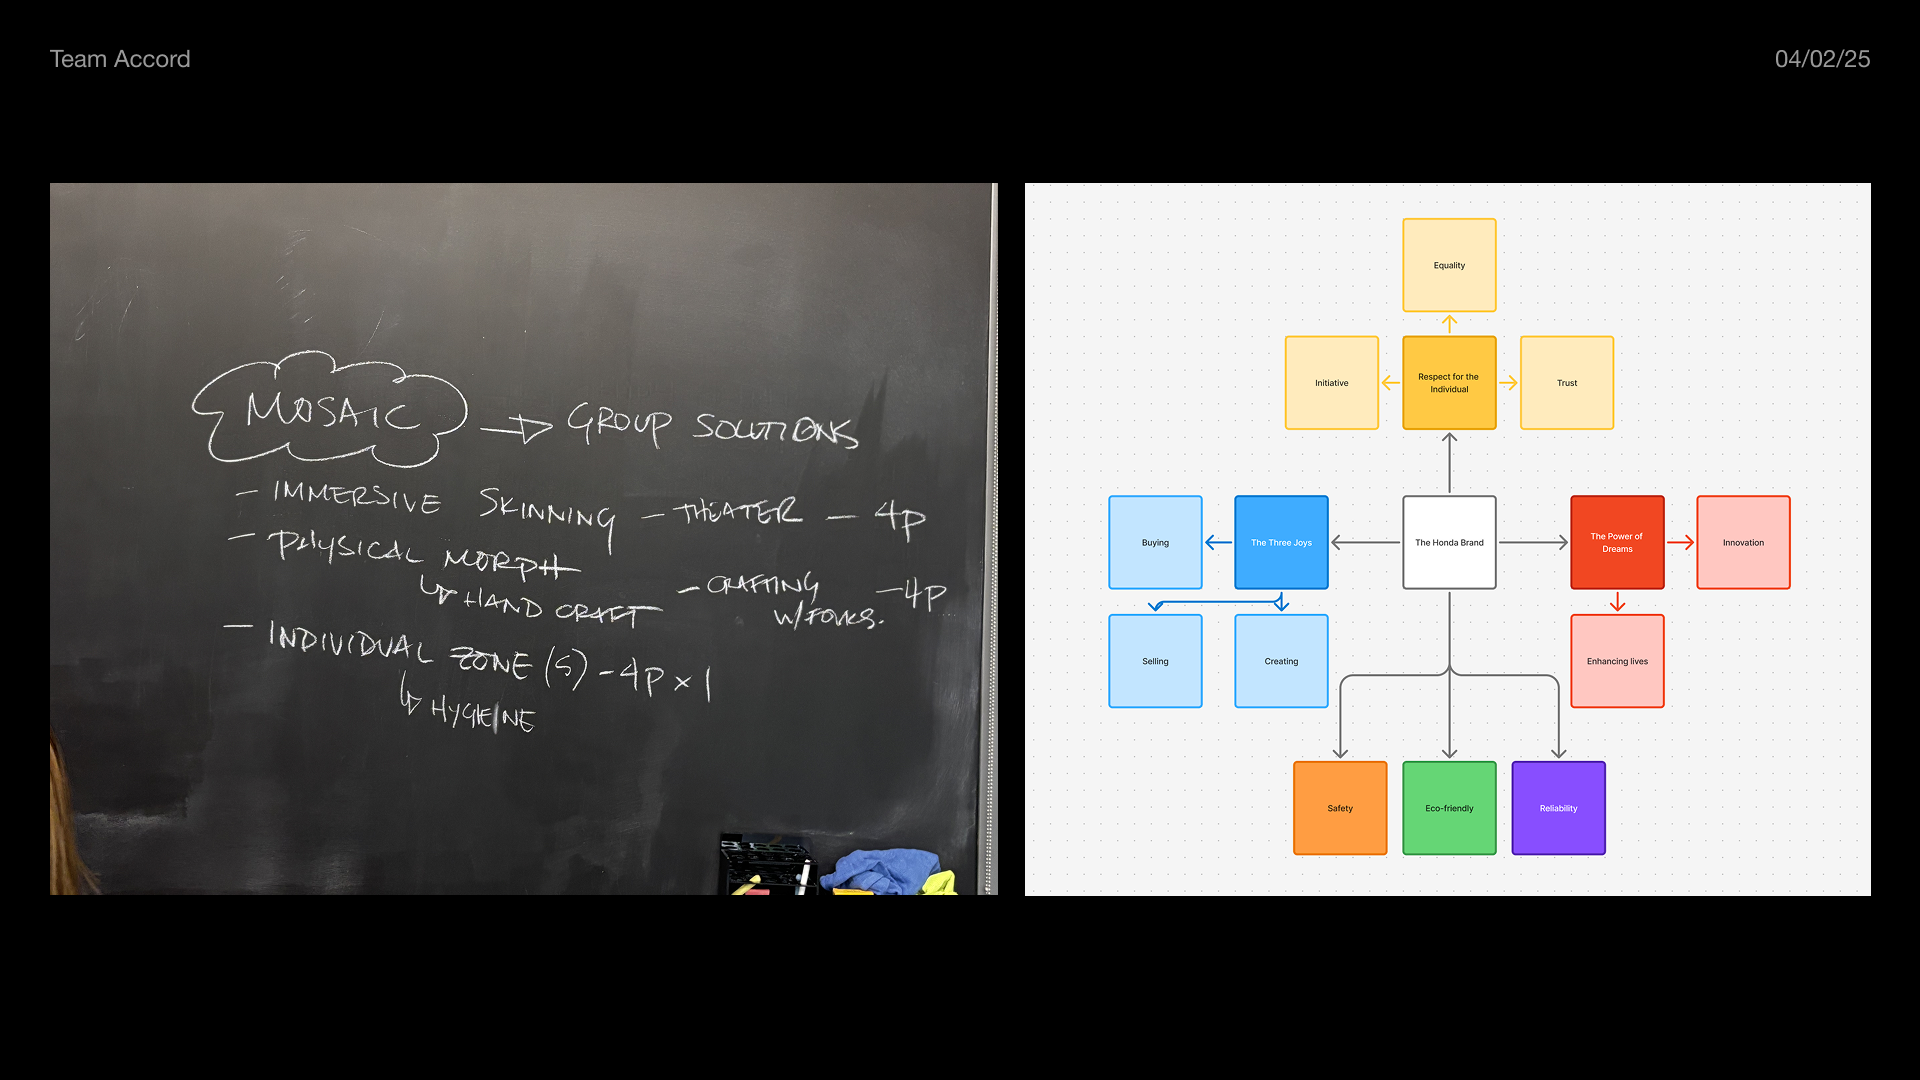 Team Accord
04/02/25
MOSAIC → GROUP SOLUTIONS
– IMMERSIVE SKINNING – THEATER – 4P
– PHYSICAL MORPH
↳ HAND CRAFT – CRAFTING W/FOLKS. – 4P
– INDIVIDUAL ZONE(S) – 4P × 1
↳ HYGIENE
Equality
Initiative
Respect for the
Individual
Trust
Buying
The Three Joys
The Honda Brand
The Power of
Dreams
Innovation
Selling
Creating
Enhancing lives
Safety
Eco-friendly
Reliability